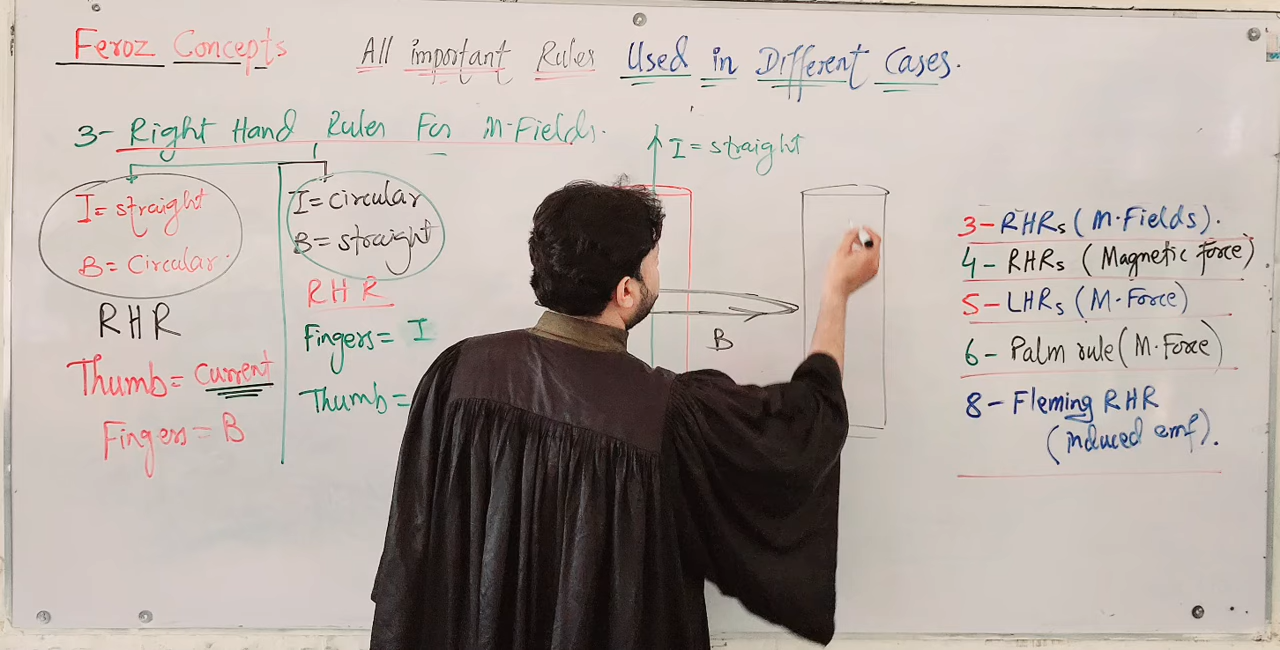 Feroz Concepts
All important Rules Used in Different Cases.
3- Right Hand Rules For M-Fields.
I = straight
B = Circular.
RHR
Thumb = Current
Fingers = B
I = circular
B = straight
RHR
Fingers = I
Thumb =
I = straight
B
3- RHRs (M.Fields).
4- RHRs (Magnetic force)
5- LHRs (M-Force)
6- Palm rule (M.Force)
8- Fleming RHR
(induced emf).